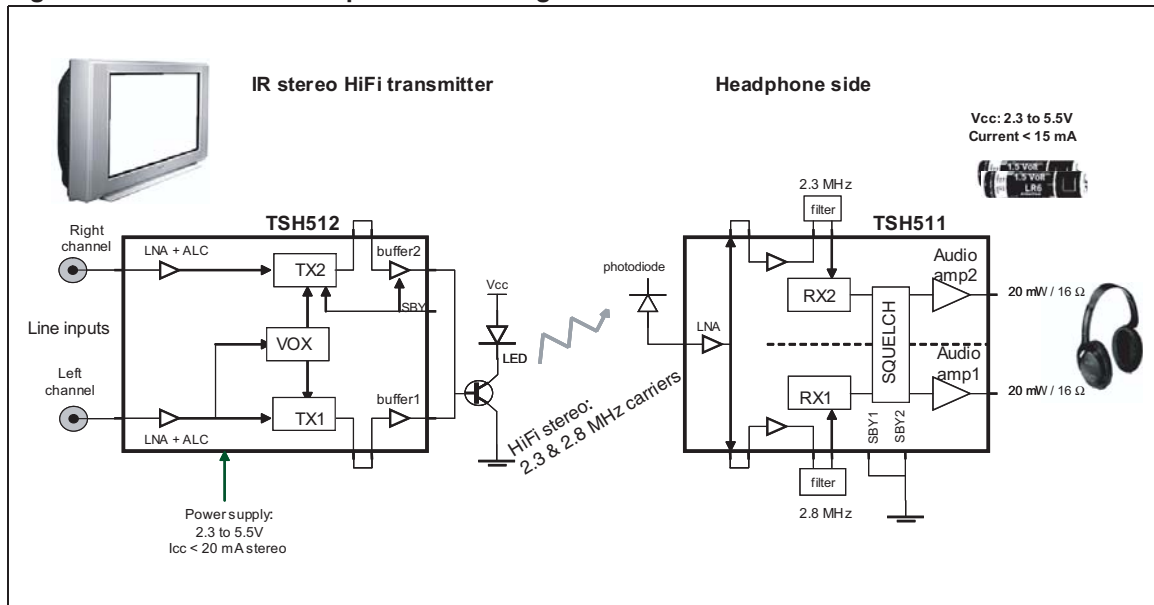 IR stereo HiFi transmitter
Headphone side
Vcc: 2.3 to 5.5V
Current < 15 mA
1.5 Volt
1.5 Volt
LR6
2.3 MHz
filter
TSH512
TSH511
Right
channel
LNA + ALC
TX2
buffer2
SBY
Vcc
LED
Line inputs
VOX
Left
channel
LNA + ALC
TX1
buffer1
Power supply:
2.3 to 5.5V
Icc < 20 mA stereo
HiFi stereo:
2.3 & 2.8 MHz carriers
photodiode
LNA
RX2
SQUELCH
Audio
amp2
20 mW / 16 Ω
RX1
Audio
amp1
20 mW / 16 Ω
SBY1
SBY2
filter
2.8 MHz